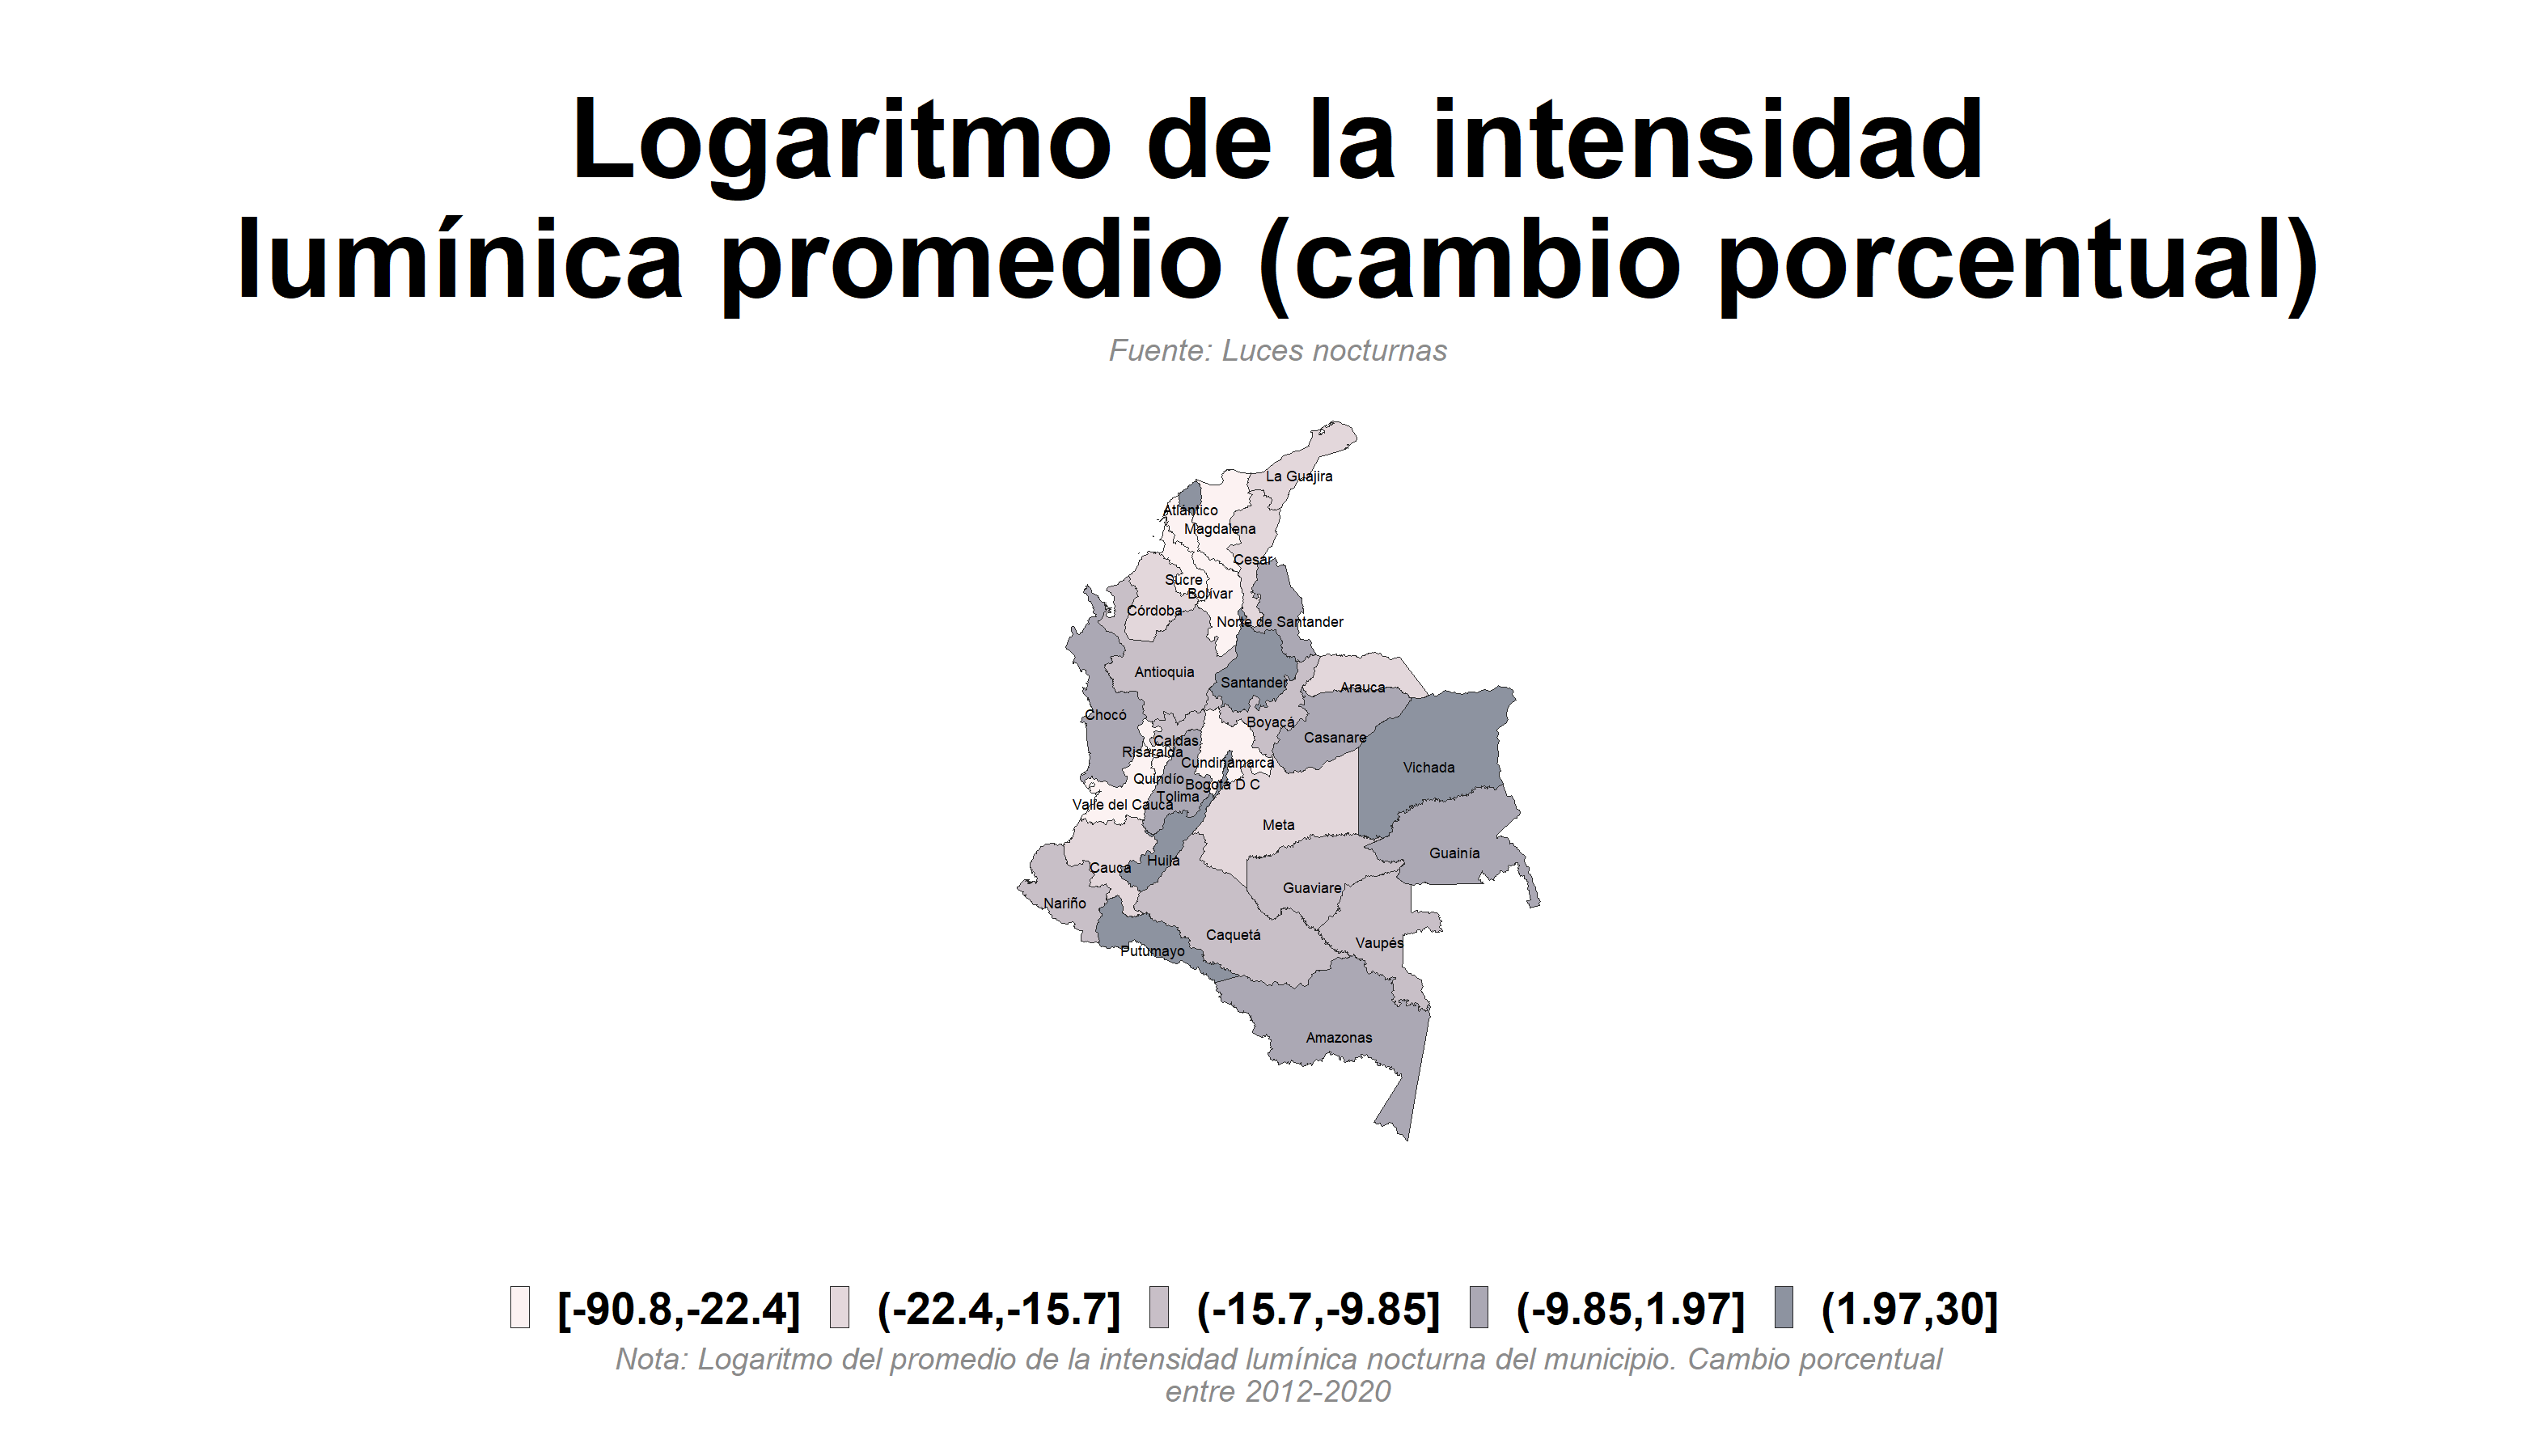 Logaritmo de la intensidad
lumínica promedio (cambio porcentual)
Fuente: Luces nocturnas
La Guajira
Atlántico
Magdalena
Cesar
Sucre
Bolívar
Córdoba
Norte de Santander
Antioquia
Santander
Arauca
Chocó
Boyacá
Caldas
Casanare
Risaralda
Cundinamarca
Vichada
Quindío
Bogotá D C
Tolima
Valle del Cauca
Meta
Guainía
Huila
Cauca
Guaviare
Nariño
Caquetá
Vaupés
Putumayo
Amazonas
[-90.8,-22.4] (-22.4,-15.7] (-15.7,-9.85] (-9.85,1.97] (1.97,30]
Nota: Logaritmo del promedio de la intensidad lumínica nocturna del municipio. Cambio porcentual
entre 2012-2020